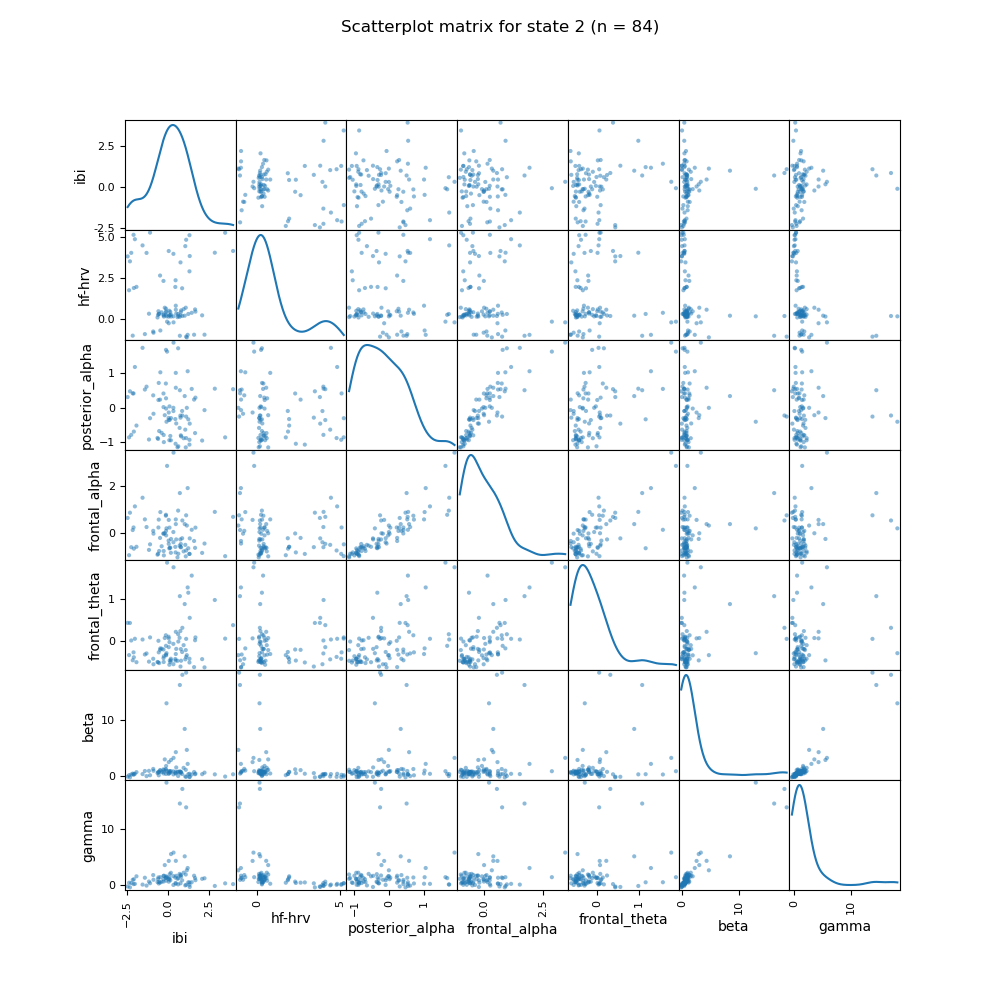 Scatterplot matrix for state 2 (n = 84)
ibi
2.5
0.0
−2.5
hf-hrv
5.0
2.5
0.0
posterior_alpha
1
0
−1
frontal_alpha
2
0
frontal_theta
1
0
beta
10
0
gamma
10
0
−2.5 0.0 2.5 0 5 −1 0 1 0.0 2.5 0 1 0 10 0 10
ibi hf-hrv posterior_alpha frontal_alpha frontal_theta beta gamma